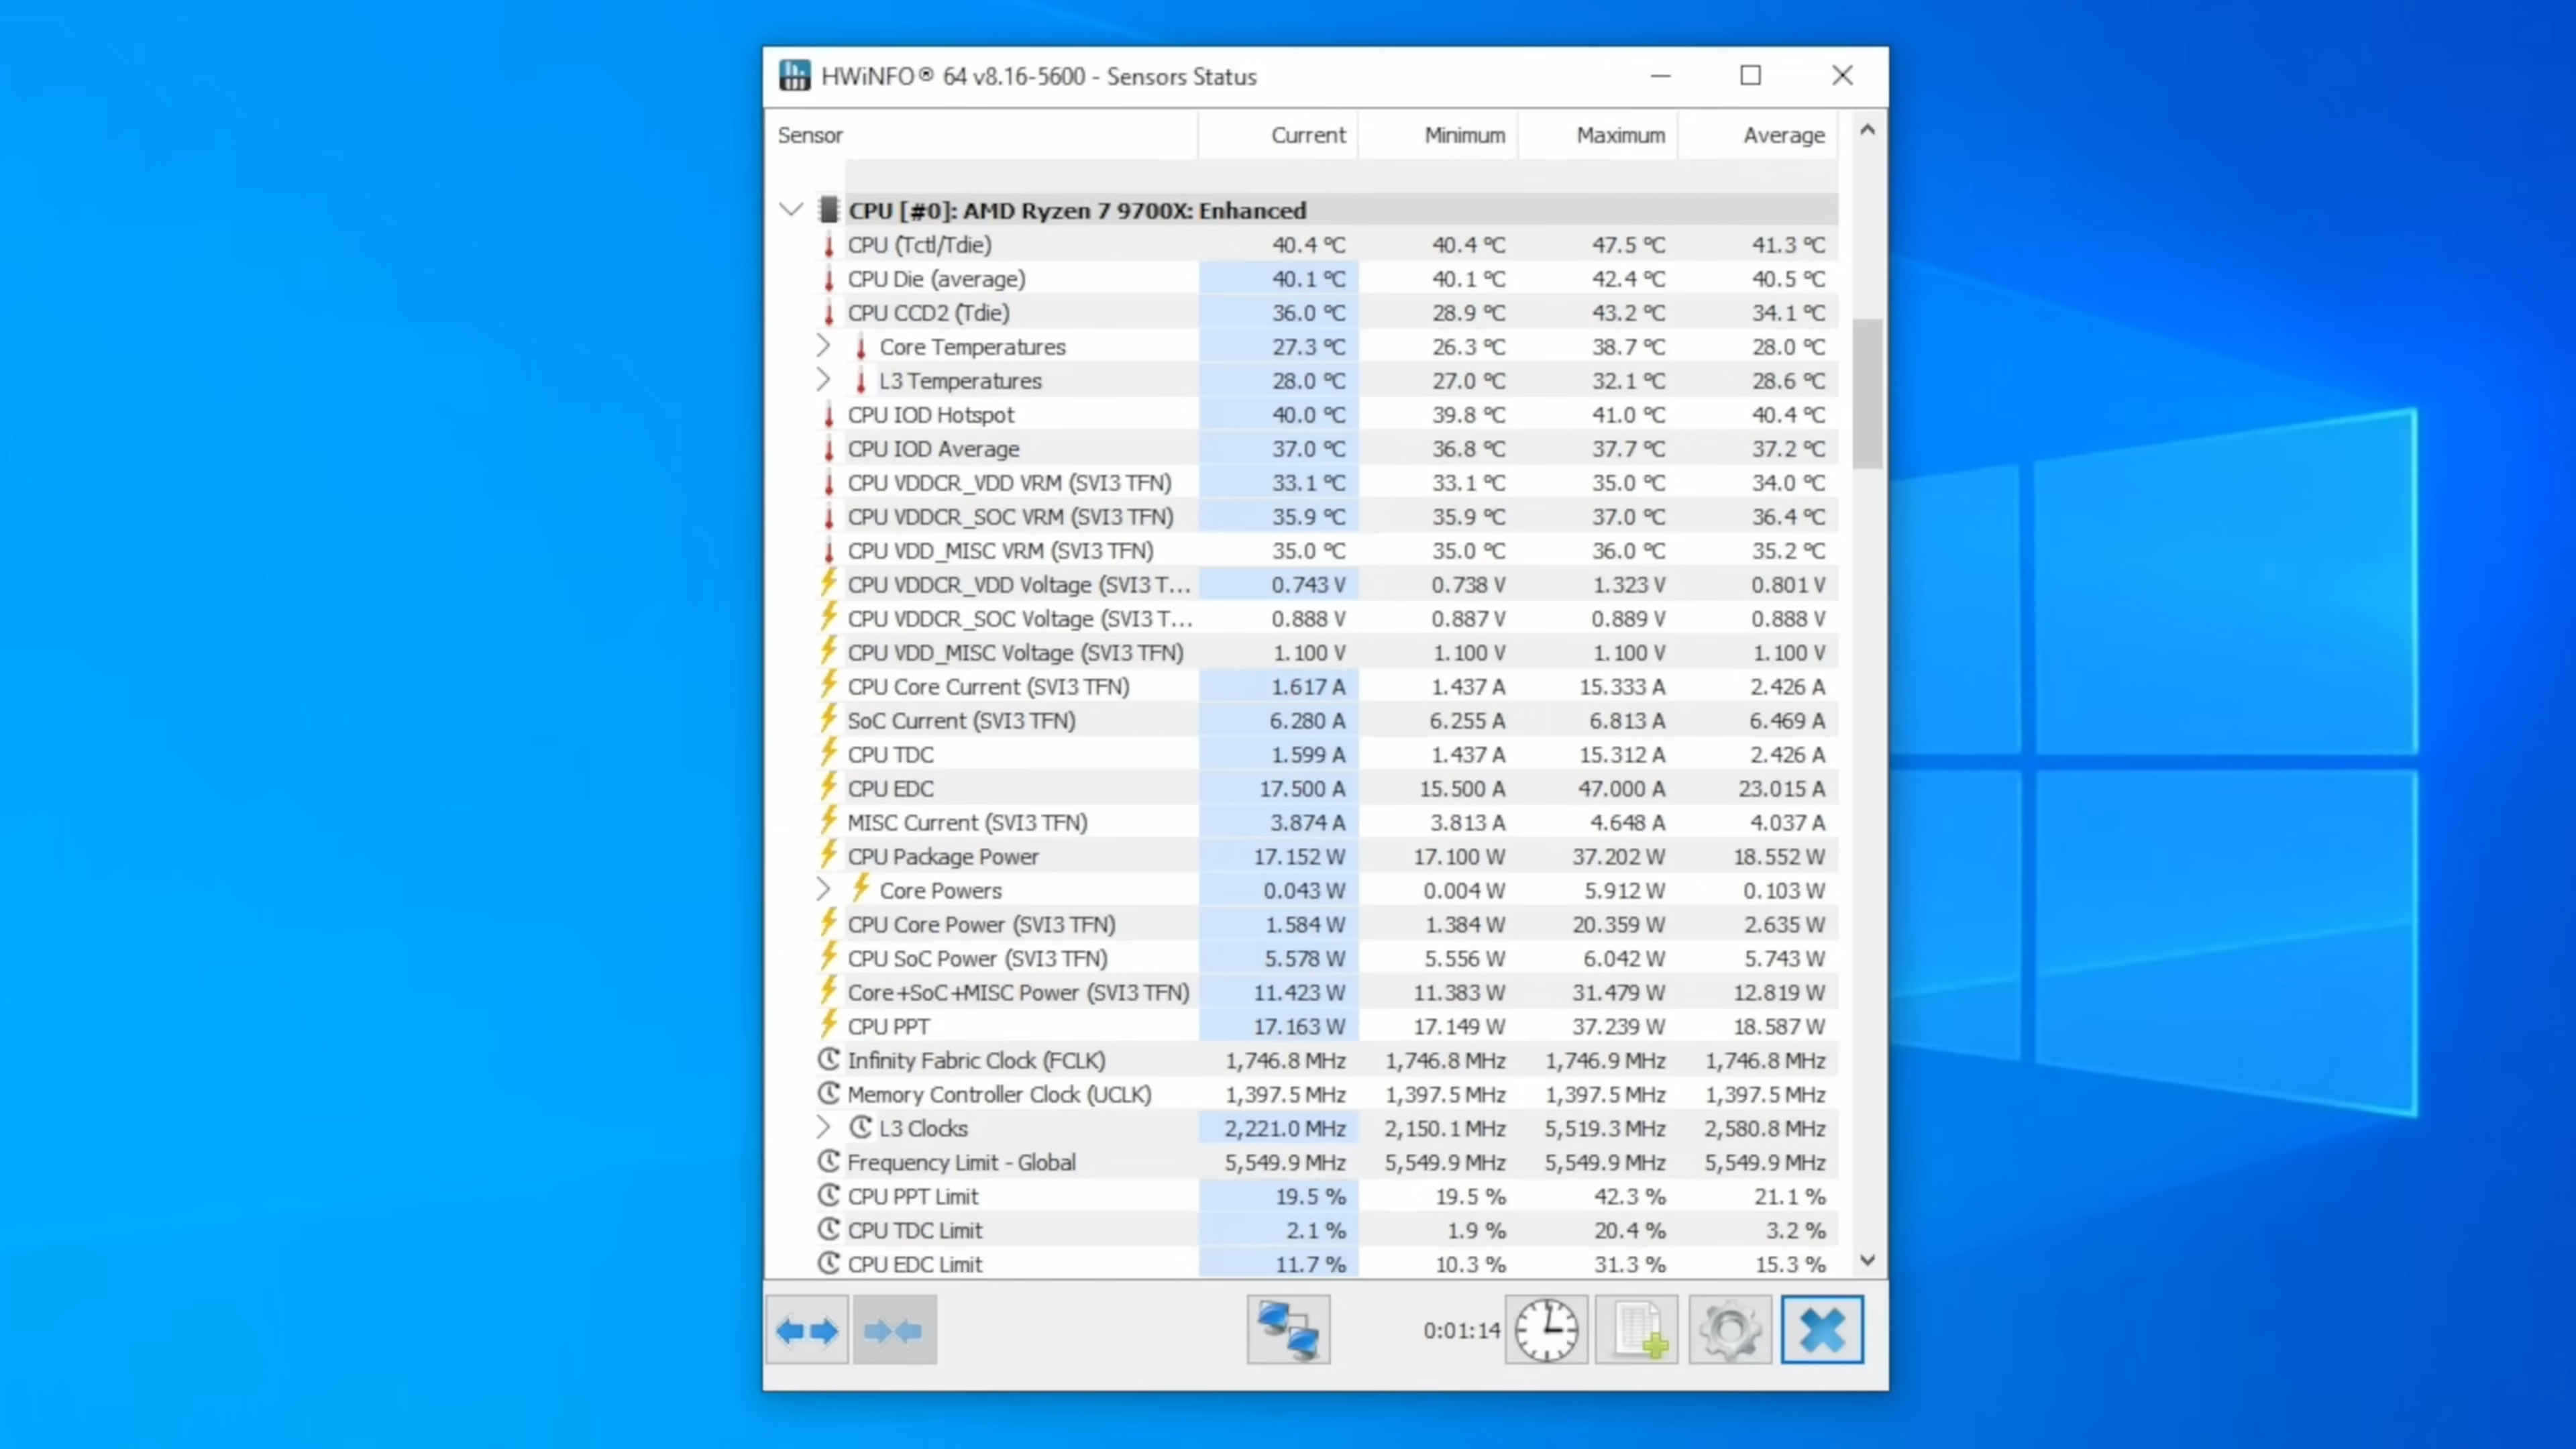 HWiNFO® 64 v8.16-5600 - Sensors Status
Sensor Current Minimum Maximum Average
CPU [#0]: AMD Ryzen 7 9700X: Enhanced
CPU (Tctl/Tdie) 40.4 °C 40.4 °C 47.5 °C 41.3 °C
CPU Die (average) 40.1 °C 40.1 °C 42.4 °C 40.5 °C
CPU CCD2 (Tdie) 36.0 °C 28.9 °C 43.2 °C 34.1 °C
Core Temperatures 27.3 °C 26.3 °C 38.7 °C 28.0 °C
L3 Temperatures 28.0 °C 27.0 °C 32.1 °C 28.6 °C
CPU IOD Hotspot 40.0 °C 39.8 °C 41.0 °C 40.4 °C
CPU IOD Average 37.0 °C 36.8 °C 37.7 °C 37.2 °C
CPU VDDCR_VDD VRM (SVI3 TFN) 33.1 °C 33.1 °C 35.0 °C 34.0 °C
CPU VDDCR_SOC VRM (SVI3 TFN) 35.9 °C 35.9 °C 37.0 °C 36.4 °C
CPU VDD_MISC VRM (SVI3 TFN) 35.0 °C 35.0 °C 36.0 °C 35.2 °C
CPU VDDCR_VDD Voltage (SVI3 T... 0.743 V 0.738 V 1.323 V 0.801 V
CPU VDDCR_SOC Voltage (SVI3 T... 0.888 V 0.887 V 0.889 V 0.888 V
CPU VDD_MISC Voltage (SVI3 TFN) 1.100 V 1.100 V 1.100 V 1.100 V
CPU Core Current (SVI3 TFN) 1.617 A 1.437 A 15.333 A 2.426 A
SoC Current (SVI3 TFN) 6.280 A 6.255 A 6.813 A 6.469 A
CPU TDC 1.599 A 1.437 A 15.312 A 2.426 A
CPU EDC 17.500 A 15.500 A 47.000 A 23.015 A
MISC Current (SVI3 TFN) 3.874 A 3.813 A 4.648 A 4.037 A
CPU Package Power 17.152 W 17.100 W 37.202 W 18.552 W
Core Powers 0.043 W 0.004 W 5.912 W 0.103 W
CPU Core Power (SVI3 TFN) 1.584 W 1.384 W 20.359 W 2.635 W
CPU SoC Power (SVI3 TFN) 5.578 W 5.556 W 6.042 W 5.743 W
Core+SoC+MISC Power (SVI3 TFN) 11.423 W 11.383 W 31.479 W 12.819 W
CPU PPT 17.163 W 17.149 W 37.239 W 18.587 W
Infinity Fabric Clock (FCLK) 1,746.8 MHz 1,746.8 MHz 1,746.9 MHz 1,746.8 MHz
Memory Controller Clock (UCLK) 1,397.5 MHz 1,397.5 MHz 1,397.5 MHz 1,397.5 MHz
L3 Clocks 2,221.0 MHz 2,150.1 MHz 5,519.3 MHz 2,580.8 MHz
Frequency Limit - Global 5,549.9 MHz 5,549.9 MHz 5,549.9 MHz 5,549.9 MHz
CPU PPT Limit 19.5 % 19.5 % 42.3 % 21.1 %
CPU TDC Limit 2.1 % 1.9 % 20.4 % 3.2 %
CPU EDC Limit 11.7 % 10.3 % 31.3 % 15.3 %
0:01:14